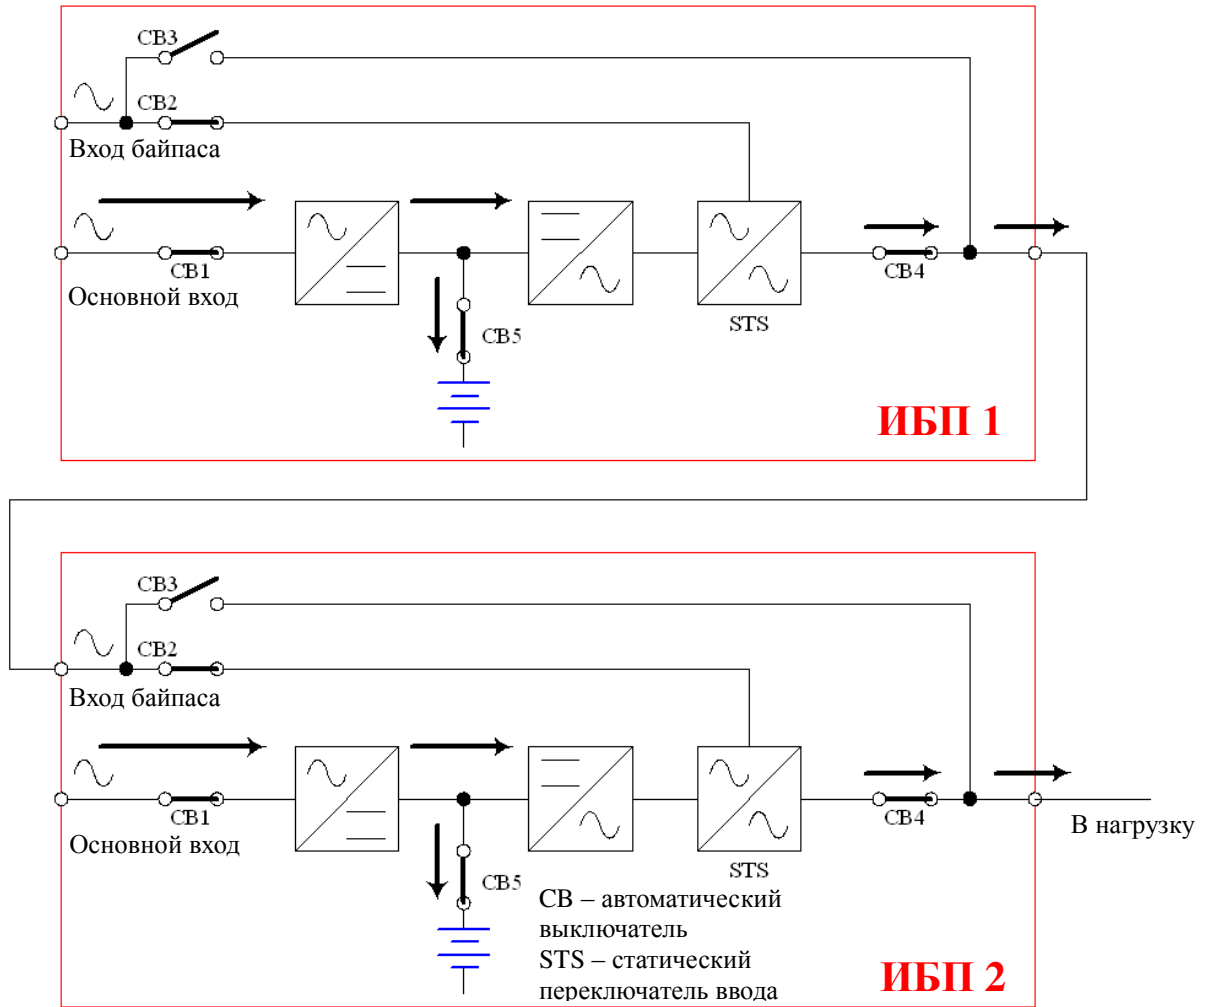 CB3
CB2
Вход байпаса
CB1
Основной вход
CB5
STS
CB4
ИБП 1
CB3
CB2
Вход байпаса
CB1
Основной вход
CB5
STS
CB4
В нагрузку
СВ – автоматический
выключатель
STS – статический
переключатель ввода
ИБП 2